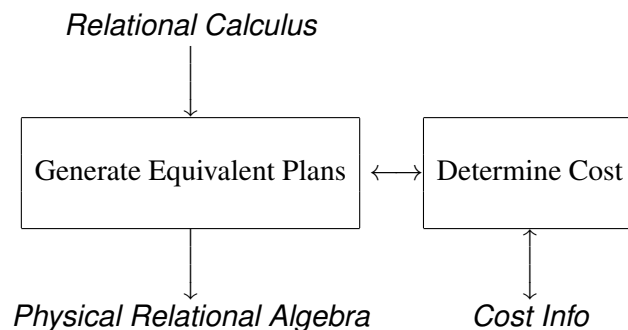 Relational Calculus
Generate Equivalent Plans
Determine Cost
Physical Relational Algebra
Cost Info